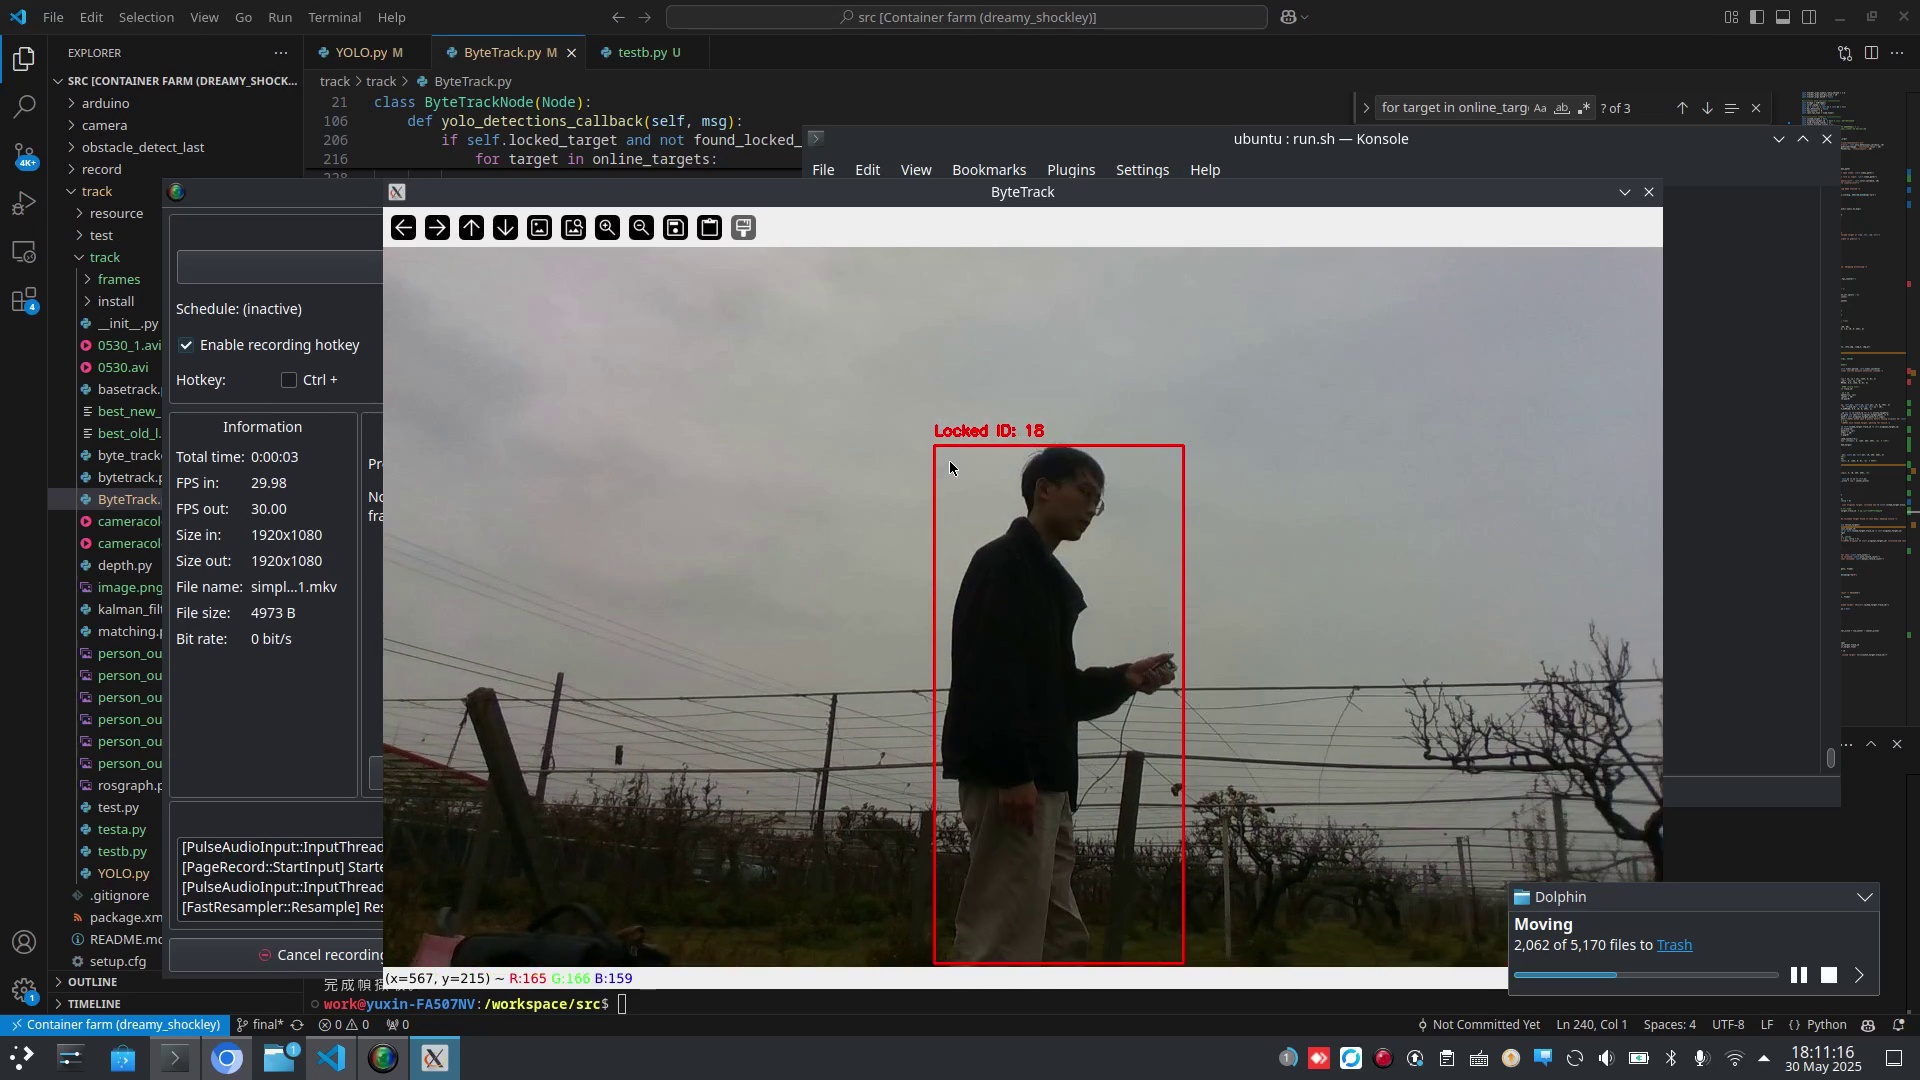 File Edit Selection View Go Run Terminal Help
src [Container farm (dreamy_shockley)]
EXPLORER
YOLO.py M
ByteTrack.py M
testb.py U
SRC [CONTAINER FARM (DREAMY_SHOCK...
track > track > ByteTrack.py
arduino
camera
obstacle_detect_last
record
track
resource
test
track
frames
install
__init__.py
0530_1.avi
0530.avi
basetrack.
best_new_
best_old_l.
byte_track
bytetrack.p
ByteTrack.
cameracol
cameracol
depth.py
image.png
kalman_filt
matching.p
person_ou
person_ou
person_ou
person_ou
person_ou
person_ou
rosgraph.p
test.py
testa.py
testb.py
YOLO.py
.gitignore
package.xm
README.md
setup.cfg
OUTLINE
TIMELINE
21 class ByteTrackNode(Node):
106 def yolo_detections_callback(self, msg):
206 if self.locked_target and not found_locked_
216 for target in online_targets:
for target in online_targ Aa ab ? of 3
ubuntu : run.sh — Konsole
File Edit View Bookmarks Plugins Settings Help
ByteTrack
Schedule: (inactive)
Enable recording hotkey
Hotkey: Ctrl +
Information
Total time: 0:00:03
FPS in: 29.98
FPS out: 30.00
Size in: 1920x1080
Size out: 1920x1080
File name: simpl...1.mkv
File size: 4973 B
Bit rate: 0 bit/s
Pr
No
fra
[PulseAudioInput::InputThread
[PageRecord::StartInput] Starte
[PulseAudioInput::InputThread
[FastResampler::Resample] Res
Cancel recording
Locked ID: 18
(x=567, y=215) ~ R:165 G:166 B:159
work@yuxin-FA507NV:/workspace/src$
Dolphin
Moving
2,062 of 5,170 files to Trash
4K+
4
1
Container farm (dreamy_shockley) final* 0 0 0
Not Committed Yet Ln 240, Col 1 Spaces: 4 UTF-8 LF {} Python
1
1
18:11:16
30 May 2025